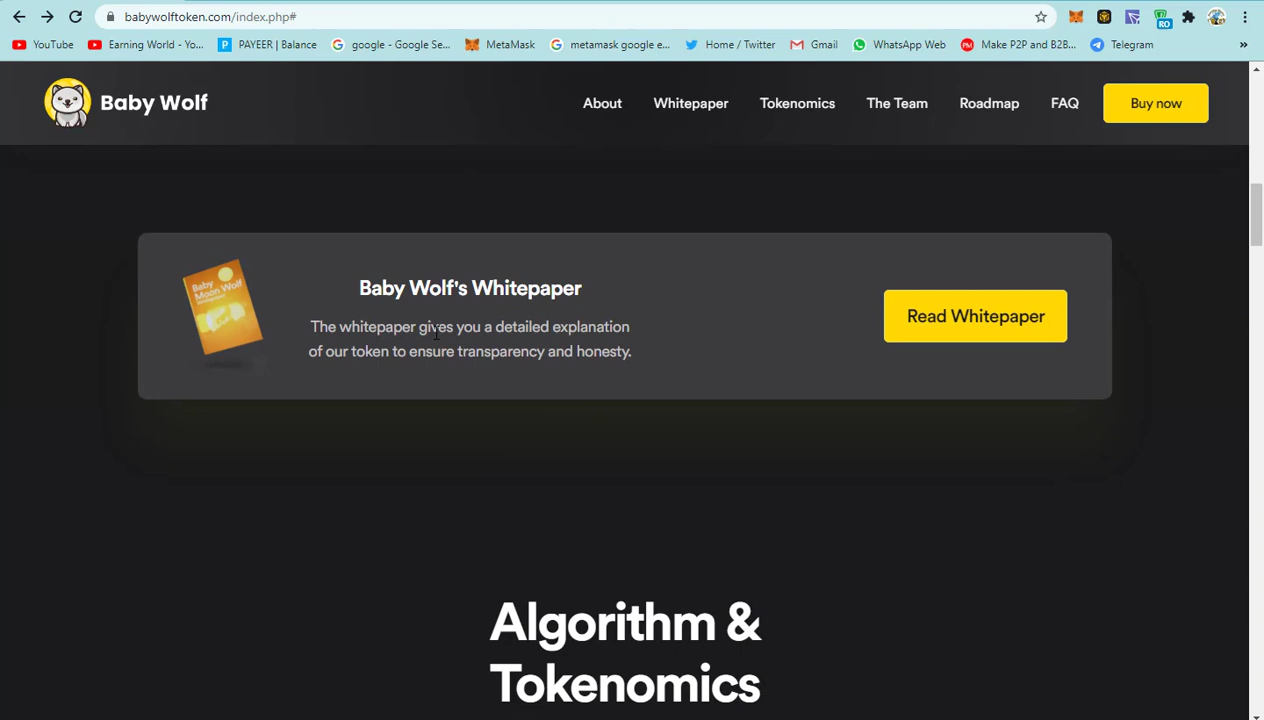 babywolftoken.com/index.php#
YouTube
Earning World - Yo...
PAYEER | Balance
google - Google Se...
MetaMask
metamask google e...
Home / Twitter
Gmail
WhatsApp Web
PM
Make P2P and B2B...
Telegram
»
RO
Baby Wolf
About
Whitepaper
Tokenomics
The Team
Roadmap
FAQ
Buy now
Baby
Moon Wolf
Baby Wolf's Whitepaper
The whitepaper gives you a detailed explanation
of our token to ensure transparency and honesty.
Read Whitepaper
Algorithm &
Tokenomics